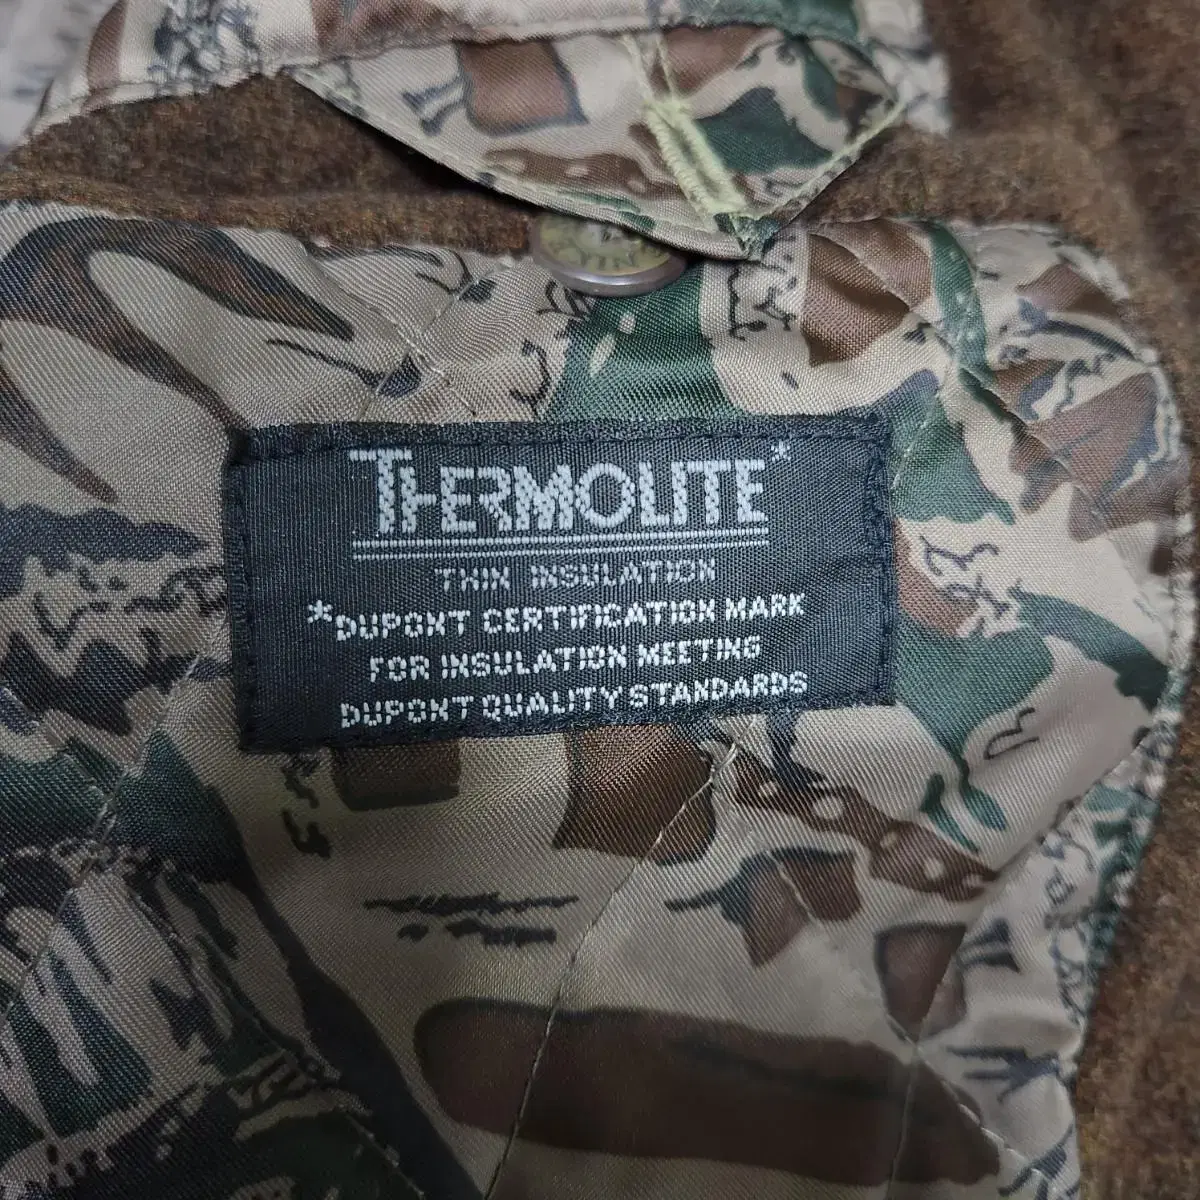 THERMOLITE*
THIN INSULATION
*DUPONT CERTIFICATION MARK
FOR INSULATION MEETING
DUPONT QUALITY STANDARDS